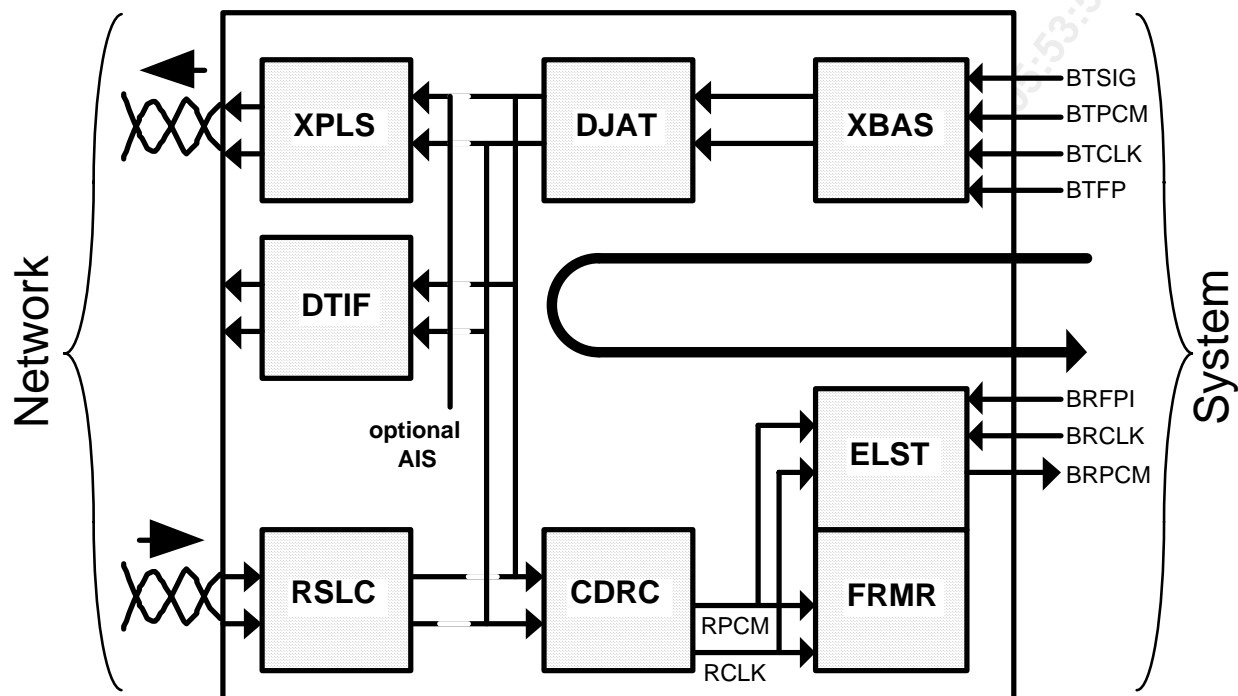 BTSIG
XPLS
DJAT
XBAS
BTPCM
BTCLK
BTFP
Network
System
DTIF
optional
AIS
BRFPI
BRCLK
ELST
BRPCM
RSLC
CDRC
FRMR
RPCM
RCLK